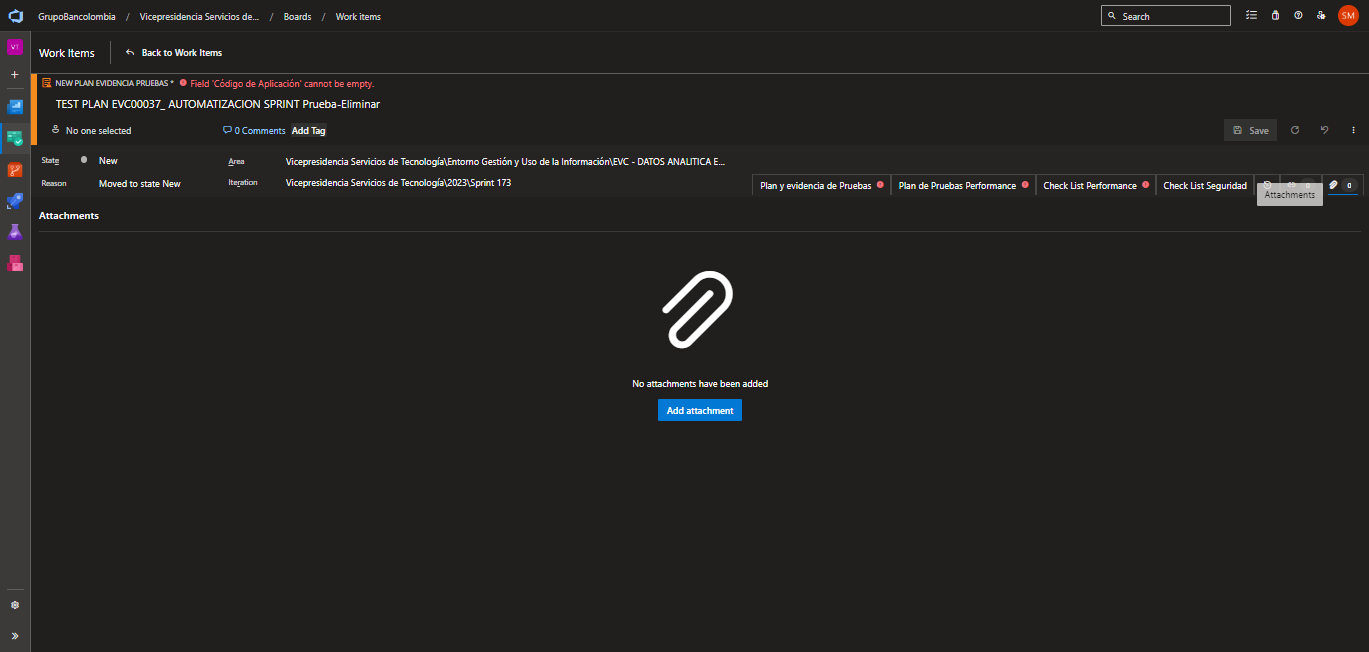 GrupoBancolombia / Vicepresidencia Servicios de... / Boards / Work items
Search
SM
VT
Work Items
Back to Work Items
NEW PLAN EVIDENCIA PRUEBAS * Field 'Código de Aplicación' cannot be empty.
TEST PLAN EVC00037_ AUTOMATIZACION SPRINT Prueba-Eliminar
No one selected
0 Comments
Add Tag
Save
State
New
Area
Vicepresidencia Servicios de Tecnología\Entorno Gestión y Uso de la Información\EVC - DATOS ANALITICA E...
Reason
Moved to state New
Iteration
Vicepresidencia Servicios de Tecnología\2023\Sprint 173
Plan y evidencia de Pruebas
Plan de Pruebas Performance
Check List Performance
Check List Seguridad
0
0
Attachments
Attachments
No attachments have been added
Add attachment